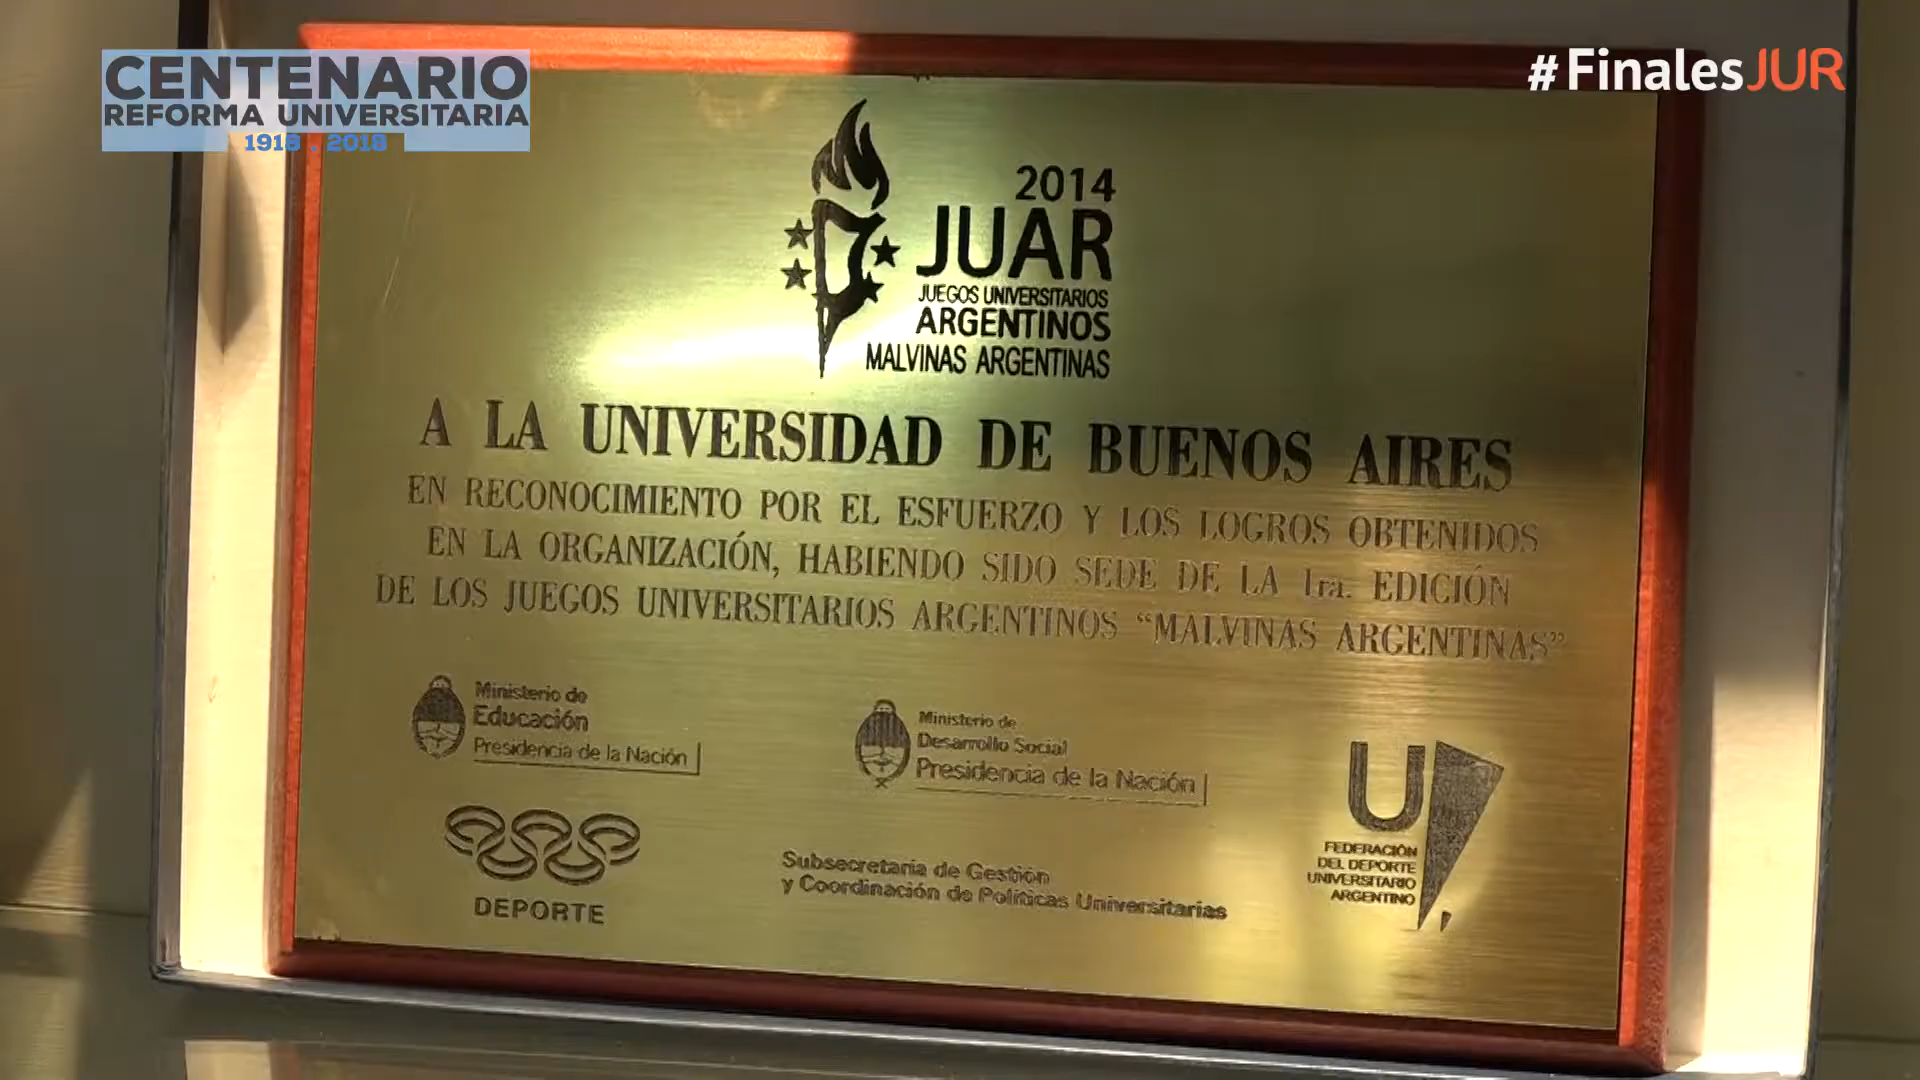 CENTENARIO
REFORMA UNIVERSITARIA
1918 . 2018
#FinalesJUR
2014
JUAR
JUEGOS UNIVERSITARIOS
ARGENTINOS
MALVINAS ARGENTINAS
A LA UNIVERSIDAD DE BUENOS AIRES
EN RECONOCIMIENTO POR EL ESFUERZO Y LOS LOGROS OBTENIDOS
EN LA ORGANIZACIÓN, HABIENDO SIDO SEDE DE LA 1ra. EDICIÓN
DE LOS JUEGOS UNIVERSITARIOS ARGENTINOS “MALVINAS ARGENTINAS”
Ministerio de
Educación
Presidencia de la Nación
Ministerio de
Desarrollo Social
Presidencia de la Nación
U
FEDERACIÓN
DEL DEPORTE
UNIVERSITARIO
ARGENTINO
DEPORTE
Subsecretaría de Gestión
y Coordinación de Políticas Universitarias